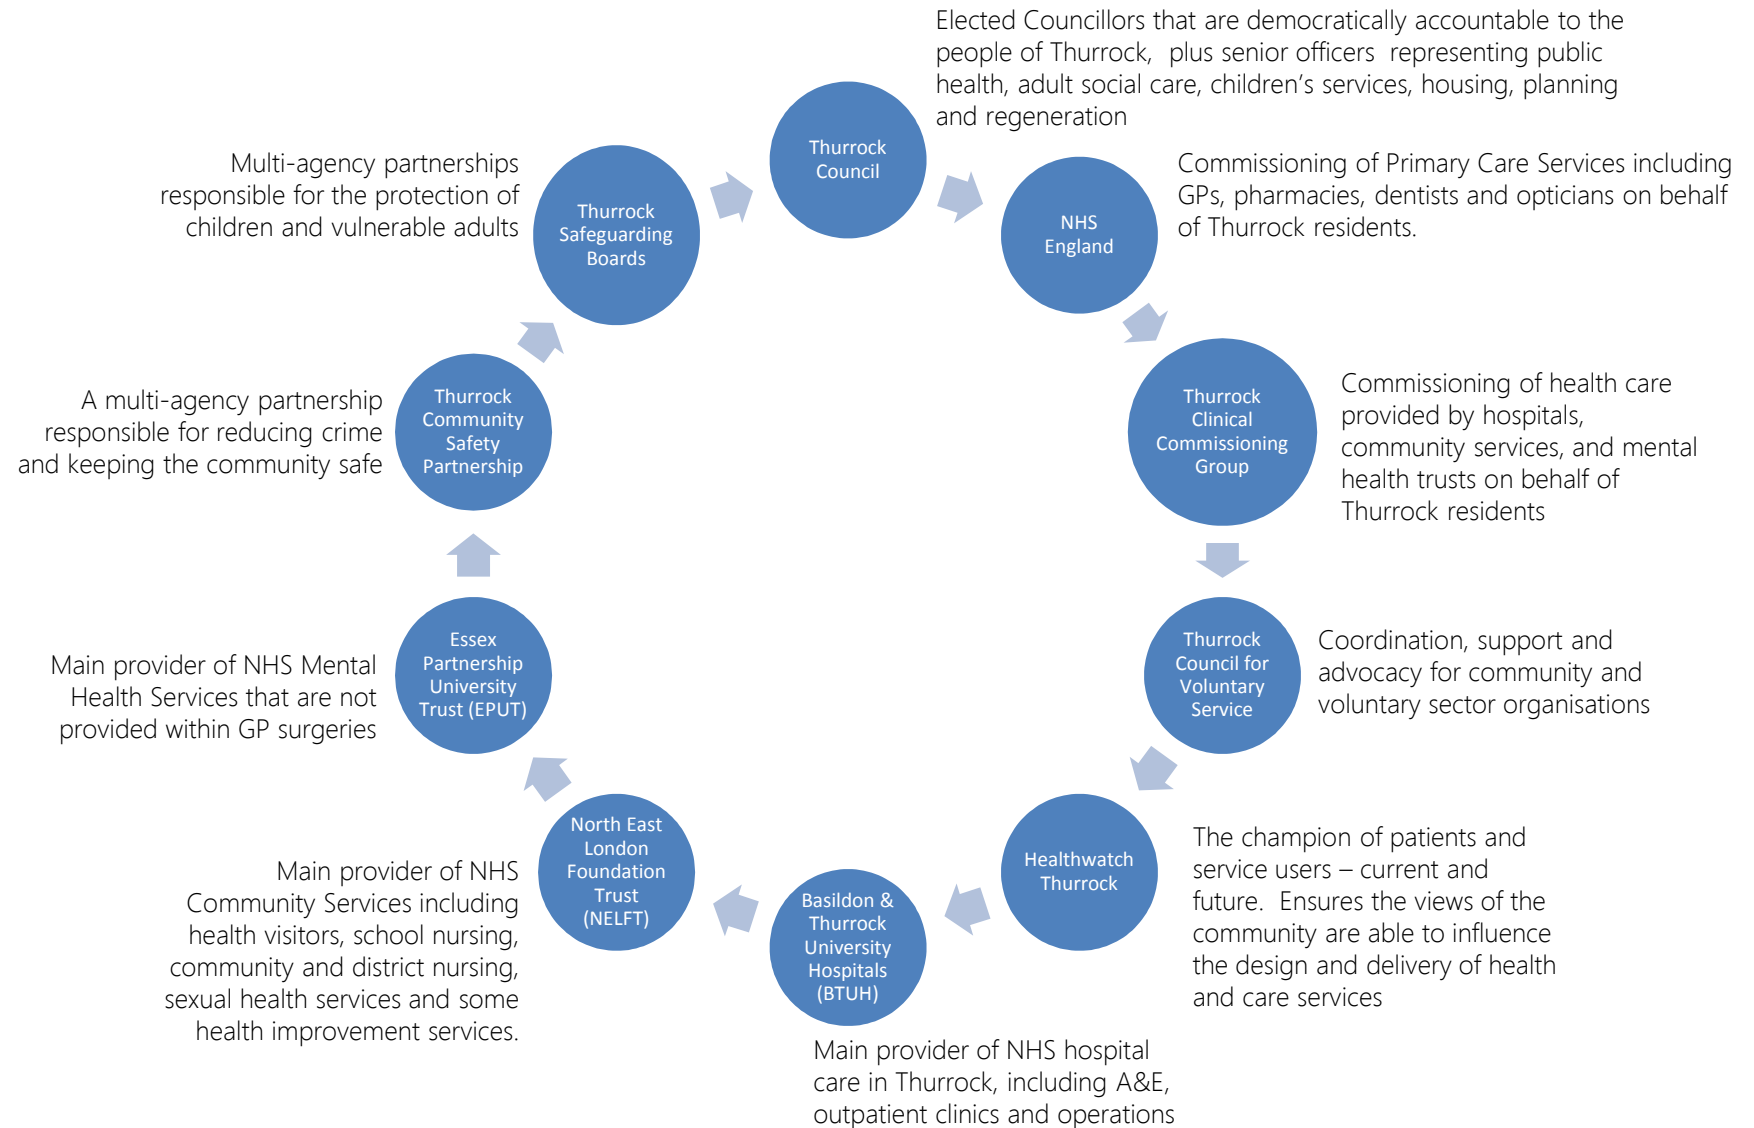 Elected Councillors that are democratically accountable to the
people of Thurrock, plus senior officers representing public
health, adult social care, children's services, housing, planning
and regeneration
Thurrock
Council
Commissioning of Primary Care Services including
GPs, pharmacies, dentists and opticians on behalf
of Thurrock residents.
NHS
England
Commissioning of health care
provided by hospitals,
community services, and mental
health trusts on behalf of
Thurrock residents
Thurrock
Clinical
Commissioning
Group
Coordination, support and
advocacy for community and
voluntary sector organisations
Thurrock
Council for
Voluntary
Service
The champion of patients and
service users – current and
future. Ensures the views of the
community are able to influence
the design and delivery of health
and care services
Healthwatch
Thurrock
Basildon &
Thurrock
University
Hospitals
(BTUH)
Main provider of NHS hospital
care in Thurrock, including A&E,
outpatient clinics and operations
North East
London
Foundation
Trust
(NELFT)
Main provider of NHS
Community Services including
health visitors, school nursing,
community and district nursing,
sexual health services and some
health improvement services.
Essex
Partnership
University
Trust (EPUT)
Main provider of NHS Mental
Health Services that are not
provided within GP surgeries
Thurrock
Community
Safety
Partnership
A multi-agency partnership
responsible for reducing crime
and keeping the community safe
Thurrock
Safeguarding
Boards
Multi-agency partnerships
responsible for the protection of
children and vulnerable adults